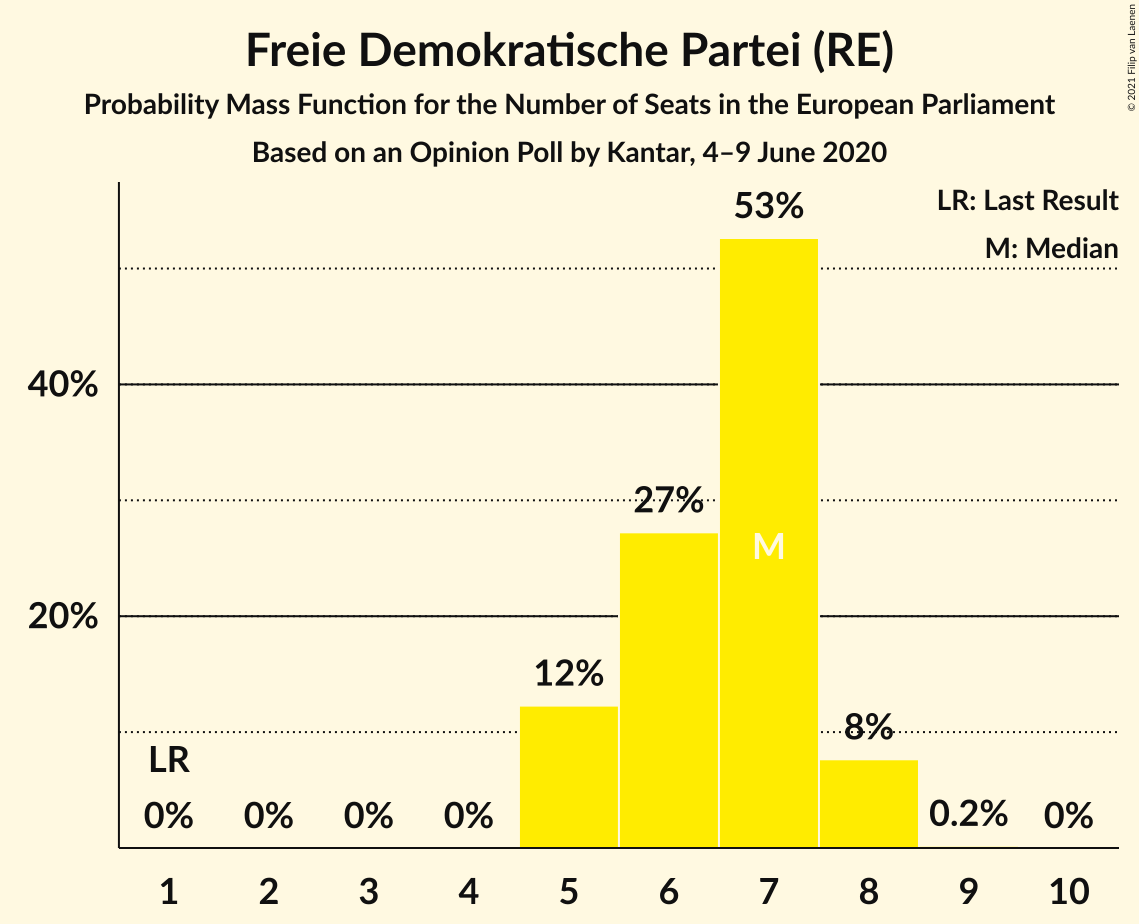 Freie Demokratische Partei (RE)
Probability Mass Function for the Number of Seats in the European Parliament
Based on an Opinion Poll by Kantar, 4–9 June 2020
© 2021 Filip van Laenen
LR: Last Result
M: Median
53%
40%
27%
M
20%
12%
8%
LR
0%
0%
0%
0%
0.2%
0%
1 2 3 4 5 6 7 8 9 10